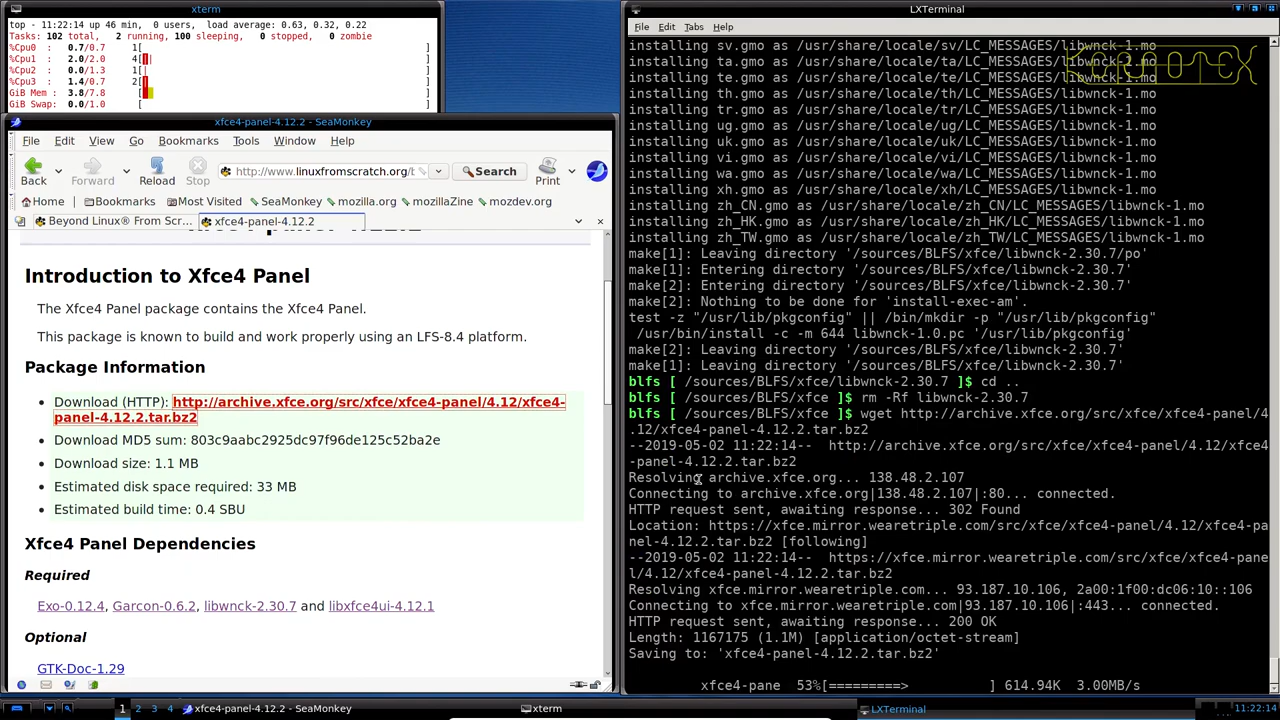 xterm
top - 11:22:14 up 46 min, 0 users, load average: 0.63, 0.32, 0.22
Tasks: 102 total, 2 running, 100 sleeping, 0 stopped, 0 zombie
%Cpu0 : 0.7/0.7 1[ ]
%Cpu1 : 2.0/2.0 4[ ]
%Cpu2 : 0.0/1.3 1[ ]
%Cpu3 : 1.4/0.7 2[ ]
GiB Mem : 3.8/7.8 [ ]
GiB Swap: 0.0/1.0 [ ]
xfce4-panel-4.12.2 - SeaMonkey
File Edit View Go Bookmarks Tools Window Help
Back Forward Reload Stop http://www.linuxfromscratch.org/b Search Print
Home Bookmarks SeaMonkey mozilla.org mozillaZine mozdev.org
Beyond Linux® From Scr... xfce4-panel-4.12.2
Introduction to Xfce4 Panel
The Xfce4 Panel package contains the Xfce4 Panel.
This package is known to build and work properly using an LFS-8.4 platform.
Package Information
Download (HTTP): http://archive.xfce.org/src/xfce/xfce4-panel/4.12/xfce4-
panel-4.12.2.tar.bz2
Download MD5 sum: 803c9aabc2925dc97f96de125c52ba2e
Download size: 1.1 MB
Estimated disk space required: 33 MB
Estimated build time: 0.4 SBU
Xfce4 Panel Dependencies
Required
Exo-0.12.4, Garcon-0.6.2, libwnck-2.30.7 and libxfce4ui-4.12.1
Optional
GTK-Doc-1.29
LXTerminal
File Edit Tabs Help
installing sv.gmo as /usr/share/locale/sv/LC_MESSAGES/libwnck-1.mo
installing ta.gmo as /usr/share/locale/ta/LC_MESSAGES/libwnck-1.mo
installing te.gmo as /usr/share/locale/te/LC_MESSAGES/libwnck-1.mo
installing th.gmo as /usr/share/locale/th/LC_MESSAGES/libwnck-1.mo
installing tr.gmo as /usr/share/locale/tr/LC_MESSAGES/libwnck-1.mo
installing ug.gmo as /usr/share/locale/ug/LC_MESSAGES/libwnck-1.mo
installing uk.gmo as /usr/share/locale/uk/LC_MESSAGES/libwnck-1.mo
installing vi.gmo as /usr/share/locale/vi/LC_MESSAGES/libwnck-1.mo
installing wa.gmo as /usr/share/locale/wa/LC_MESSAGES/libwnck-1.mo
installing xh.gmo as /usr/share/locale/xh/LC_MESSAGES/libwnck-1.mo
installing zh_CN.gmo as /usr/share/locale/zh_CN/LC_MESSAGES/libwnck-1.mo
installing zh_HK.gmo as /usr/share/locale/zh_HK/LC_MESSAGES/libwnck-1.mo
installing zh_TW.gmo as /usr/share/locale/zh_TW/LC_MESSAGES/libwnck-1.mo
make[1]: Leaving directory '/sources/BLFS/xfce/libwnck-2.30.7/po'
make[1]: Entering directory '/sources/BLFS/xfce/libwnck-2.30.7'
make[2]: Entering directory '/sources/BLFS/xfce/libwnck-2.30.7'
make[2]: Nothing to be done for 'install-exec-am'.
test -z "/usr/lib/pkgconfig" || /bin/mkdir -p "/usr/lib/pkgconfig"
/usr/bin/install -c -m 644 libwnck-1.0.pc '/usr/lib/pkgconfig'
make[2]: Leaving directory '/sources/BLFS/xfce/libwnck-2.30.7'
make[1]: Leaving directory '/sources/BLFS/xfce/libwnck-2.30.7'
blfs [ /sources/BLFS/xfce/libwnck-2.30.7 ]$ cd ..
blfs [ /sources/BLFS/xfce ]$ rm -Rf libwnck-2.30.7
blfs [ /sources/BLFS/xfce ]$ wget http://archive.xfce.org/src/xfce/xfce4-panel/4
.12/xfce4-panel-4.12.2.tar.bz2
--2019-05-02 11:22:14-- http://archive.xfce.org/src/xfce/xfce4-panel/4.12/xfce4
-panel-4.12.2.tar.bz2
Resolving archive.xfce.org... 138.48.2.107
Connecting to archive.xfce.org|138.48.2.107|:80... connected.
HTTP request sent, awaiting response... 302 Found
Location: https://xfce.mirror.wearetriple.com/src/xfce/xfce4-panel/4.12/xfce4-pa
nel-4.12.2.tar.bz2 [following]
--2019-05-02 11:22:14-- https://xfce.mirror.wearetriple.com/src/xfce/xfce4-pane
l/4.12/xfce4-panel-4.12.2.tar.bz2
Resolving xfce.mirror.wearetriple.com... 93.187.10.106, 2a00:1f00:dc06:10::106
Connecting to xfce.mirror.wearetriple.com|93.187.10.106|:443... connected.
HTTP request sent, awaiting response... 200 OK
Length: 1167175 (1.1M) [application/octet-stream]
Saving to: 'xfce4-panel-4.12.2.tar.bz2'
xfce4-pane 53%[=========> ] 614.94K 3.00MB/s
1 2 3 4 xfce4-panel-4.12.2 - SeaMonkey xterm LXTerminal 11:22:14